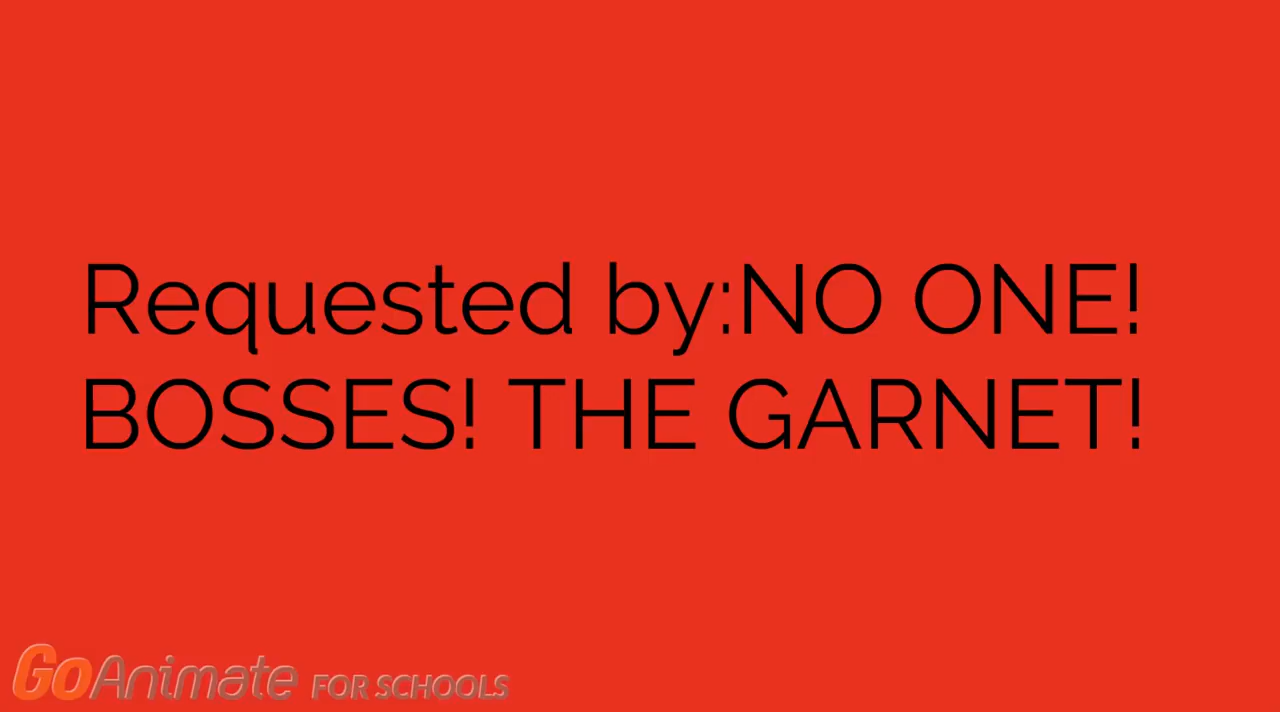 Requested by:NO ONE!
BOSSES! THE GARNET!
GoAnimate FOR SCHOOLS